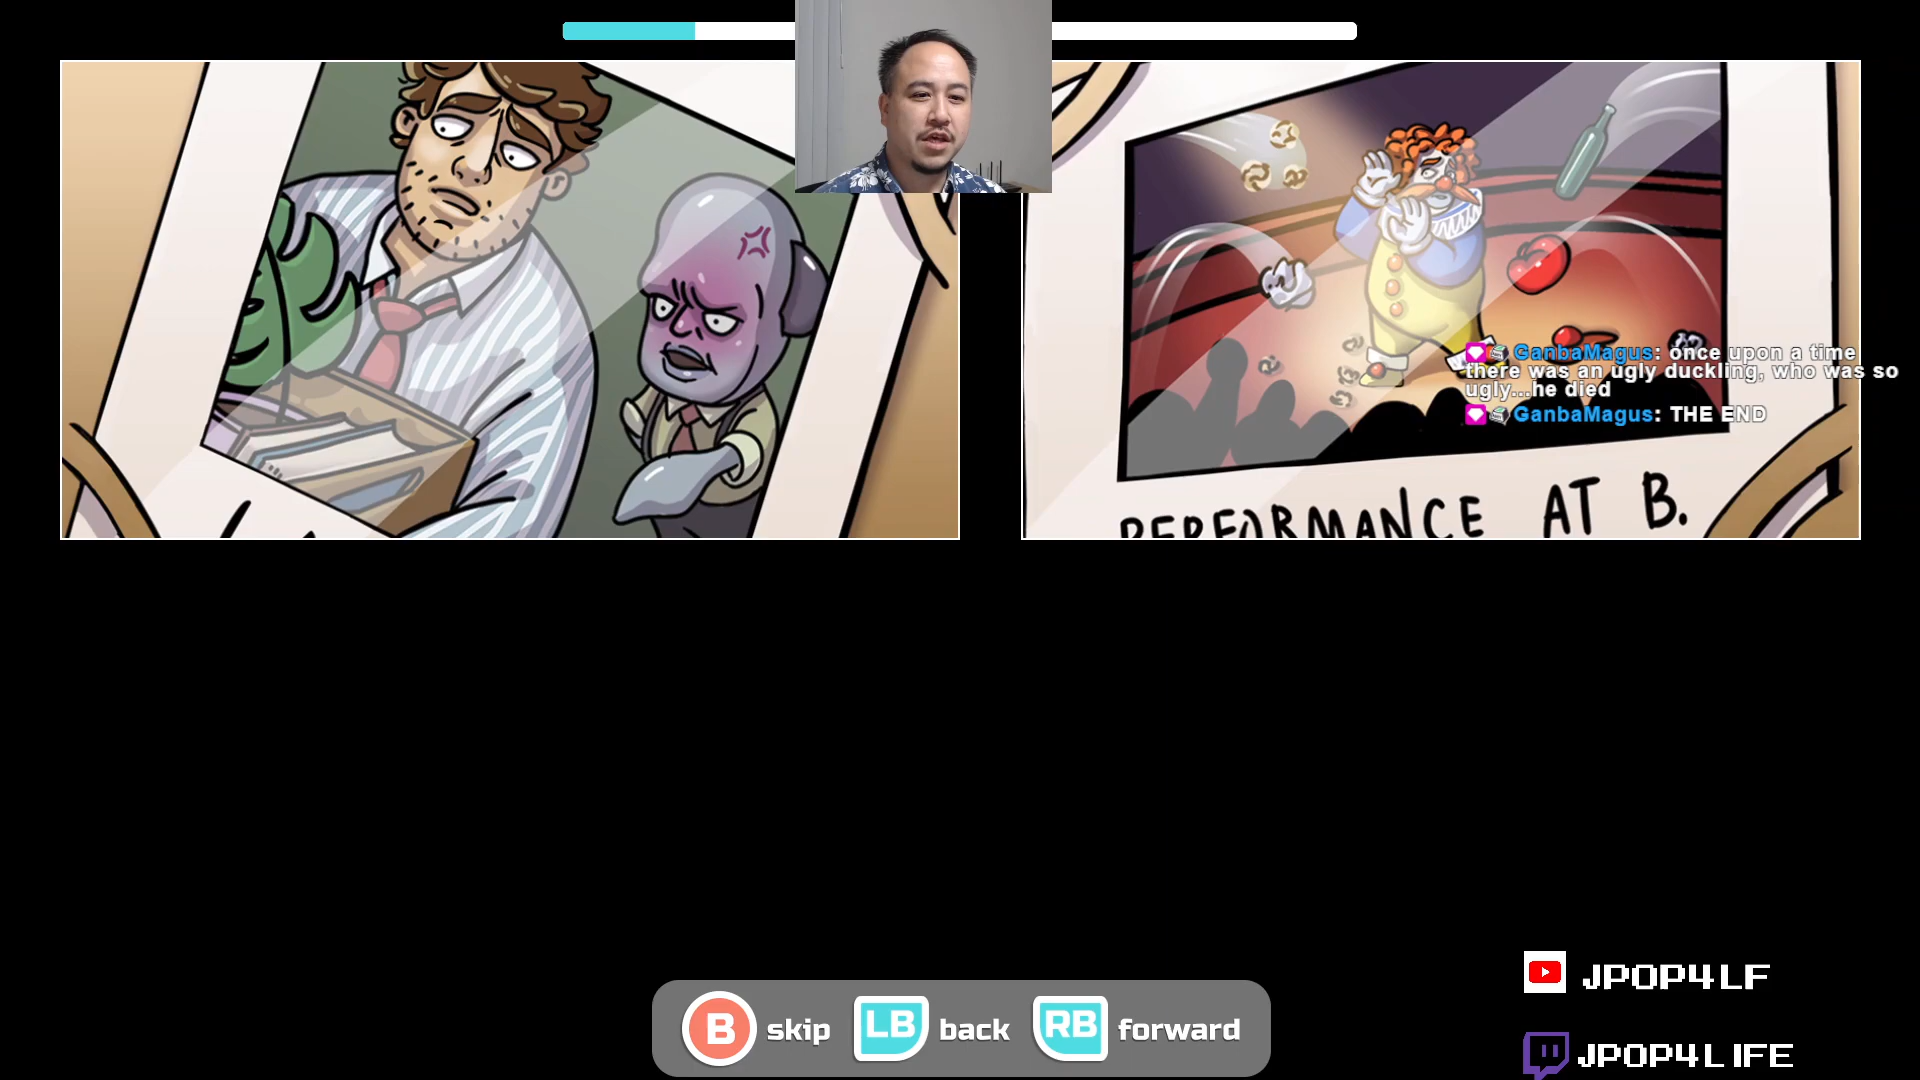 GanbaMagus: once upon a time
there was an ugly duckling, who was so
ugly...he died
GanbaMagus: THE END
PERFORMANCE AT B.
B skip LB back RB forward
JPOP4LF
JPOP4LIFE